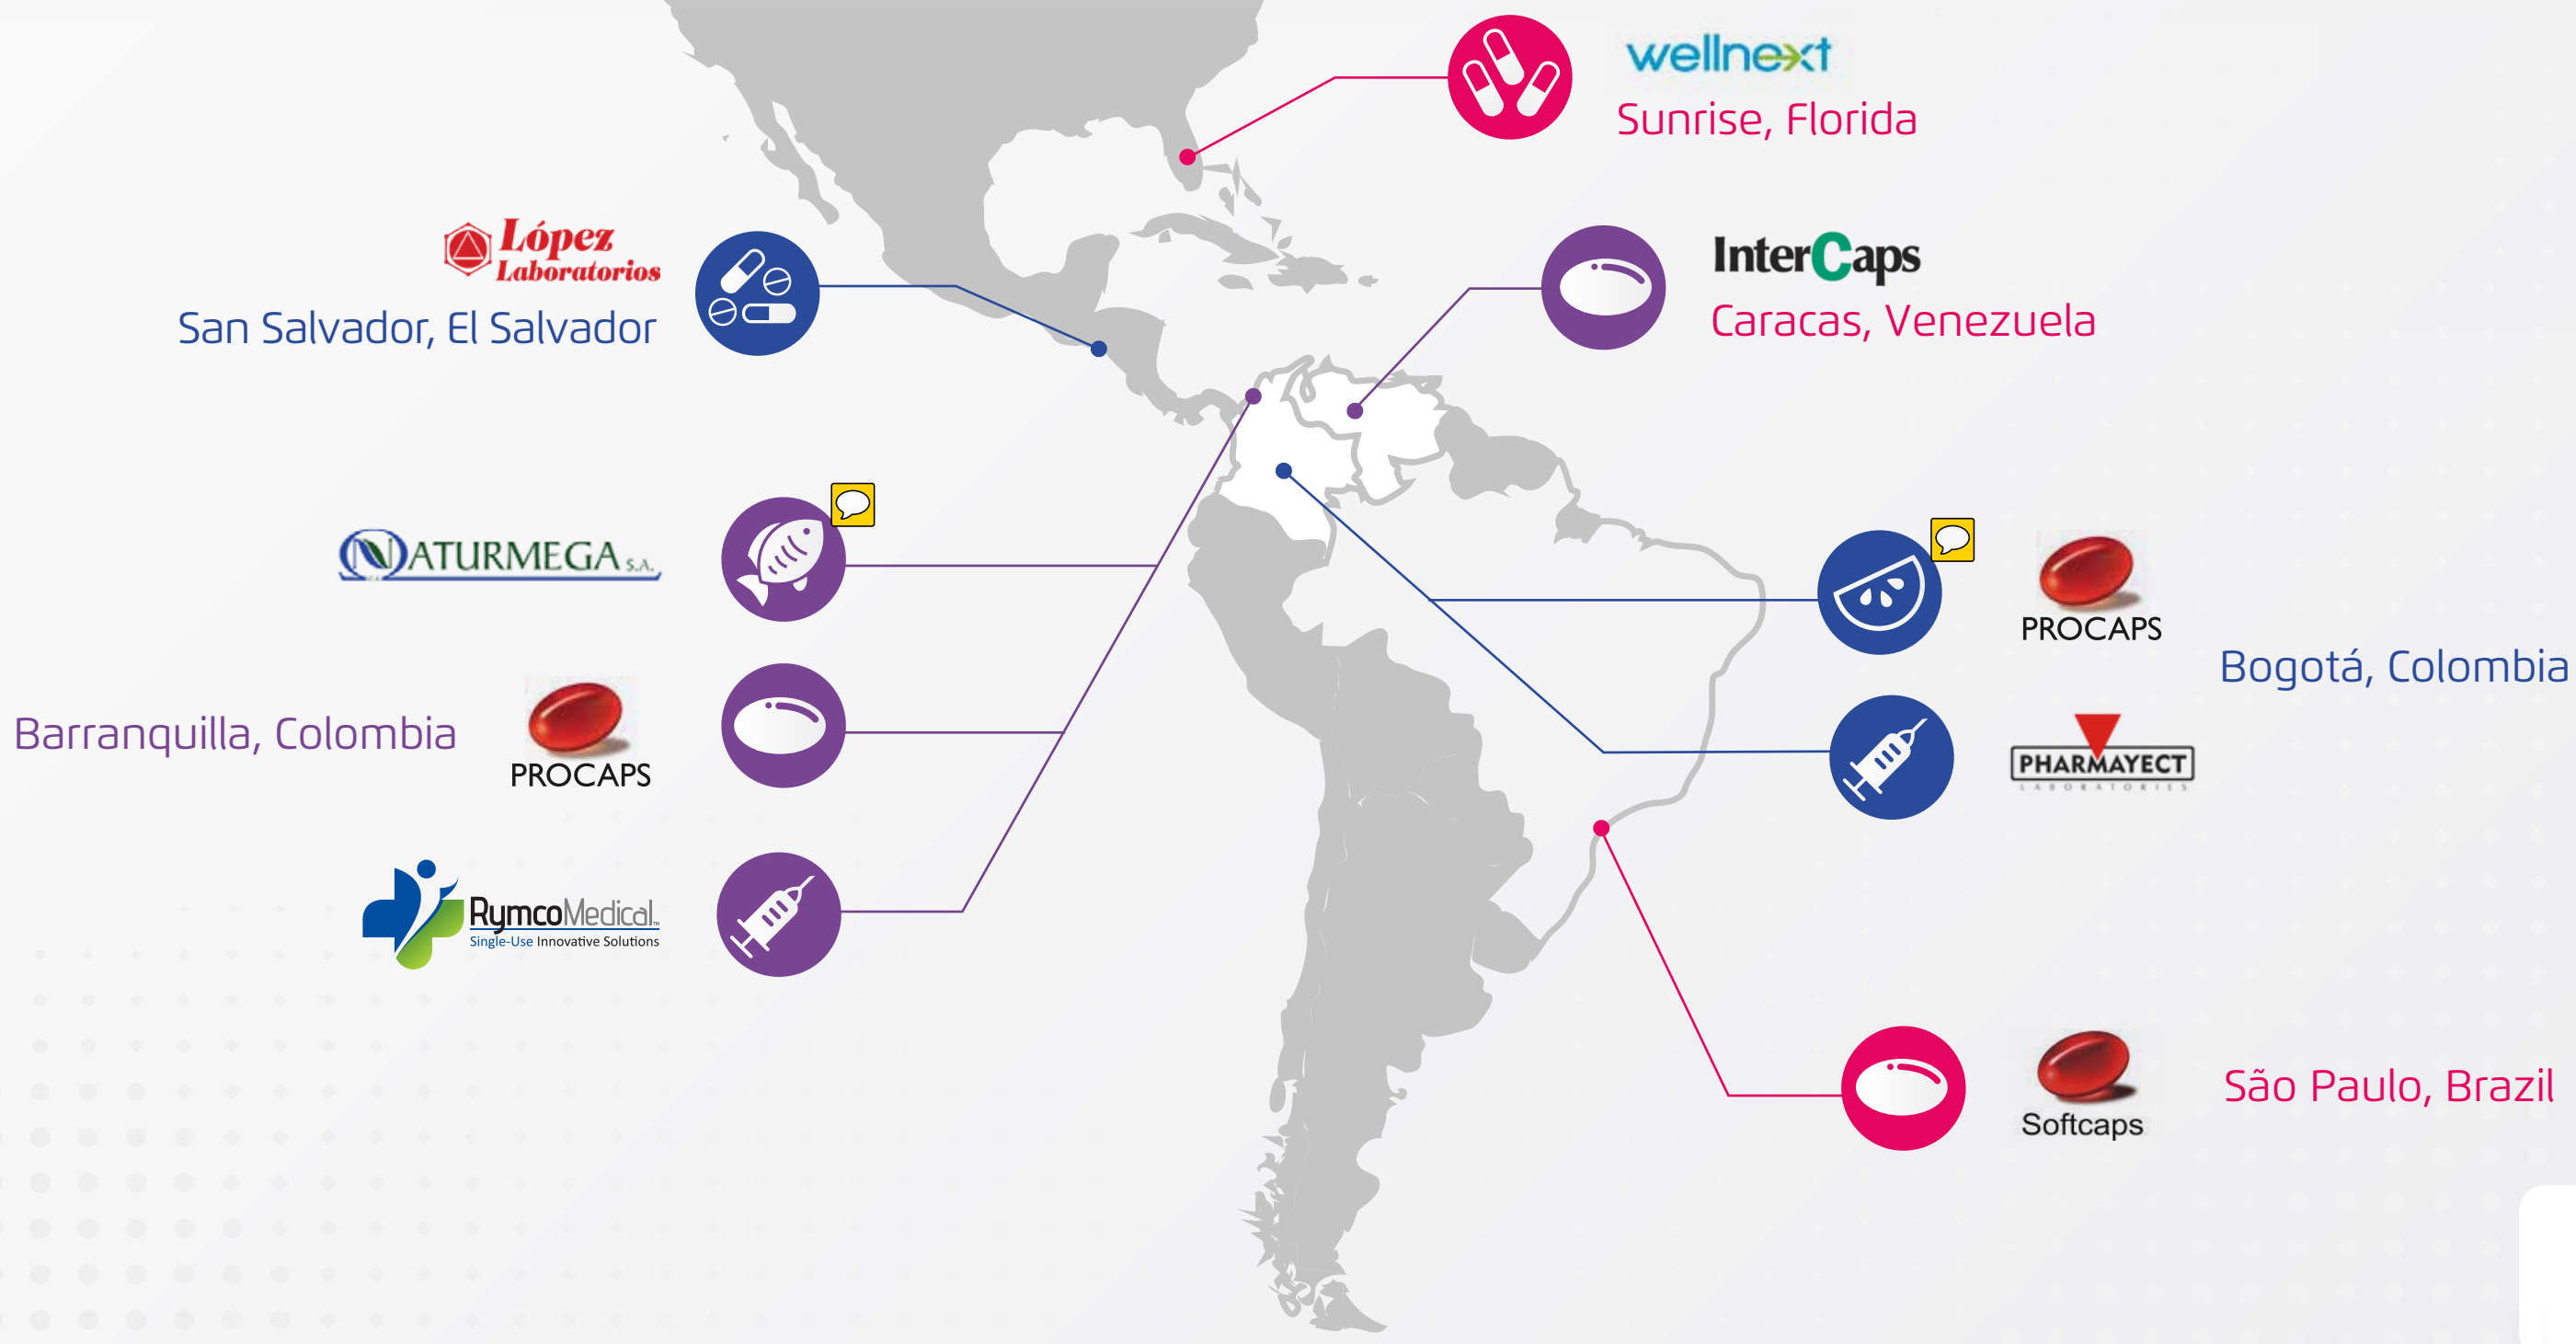 wellnext
Sunrise, Florida
López
Laboratorios
San Salvador, El Salvador
InterCaps
Caracas, Venezuela
NATURMEGA S.A.
PROCAPS
Bogotá, Colombia
Barranquilla, Colombia
PROCAPS
PHARMAYECT
LABORATORIES
RymcoMedical™
Single-Use Innovative Solutions
Softcaps
São Paulo, Brazil